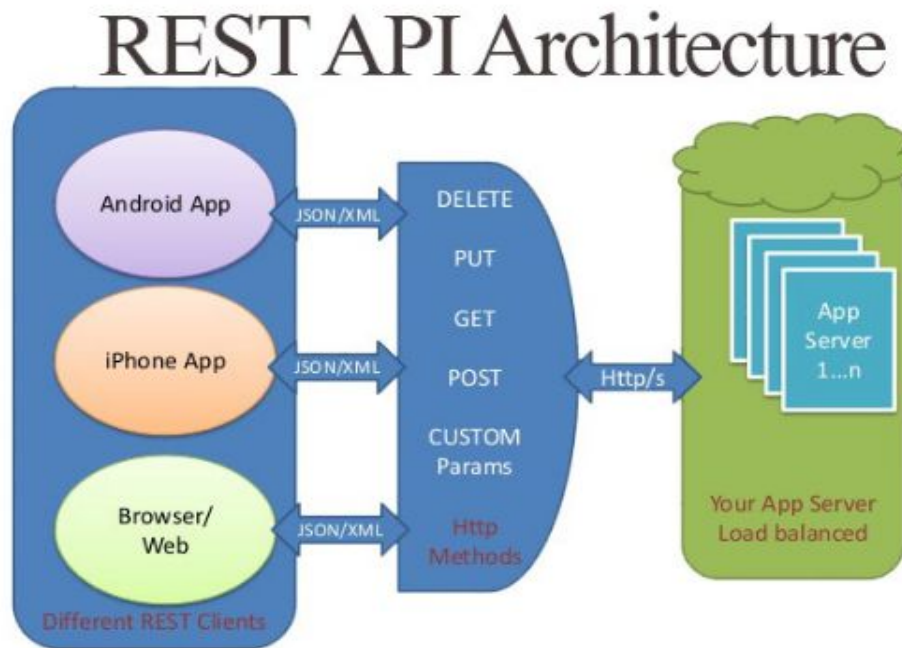 REST API Architecture
Android App
iPhone App
Browser/
Web
Different REST Clients
JSON/XML
JSON/XML
JSON/XML
DELETE
PUT
GET
POST
CUSTOM
Params
Http
Methods
Http/s
App
Server
1...n
Your App Server
Load balanced